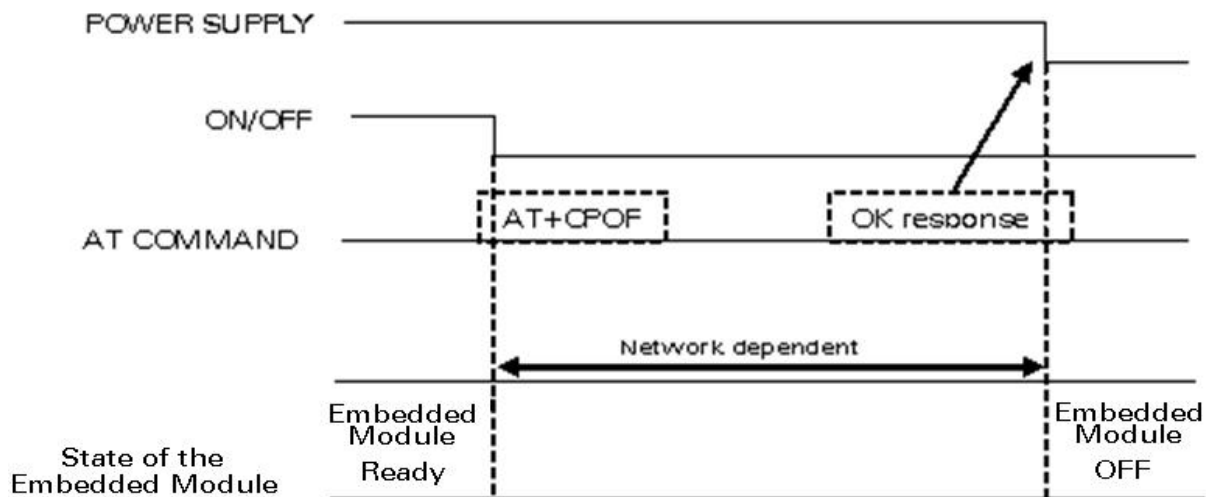 POWER SUPPLY
ON/OFF
AT COMMAND
AT+CPOF
OK response
Network dependent
Embedded
Module
Ready
Embedded
Module
OFF
State of the
Embedded Module